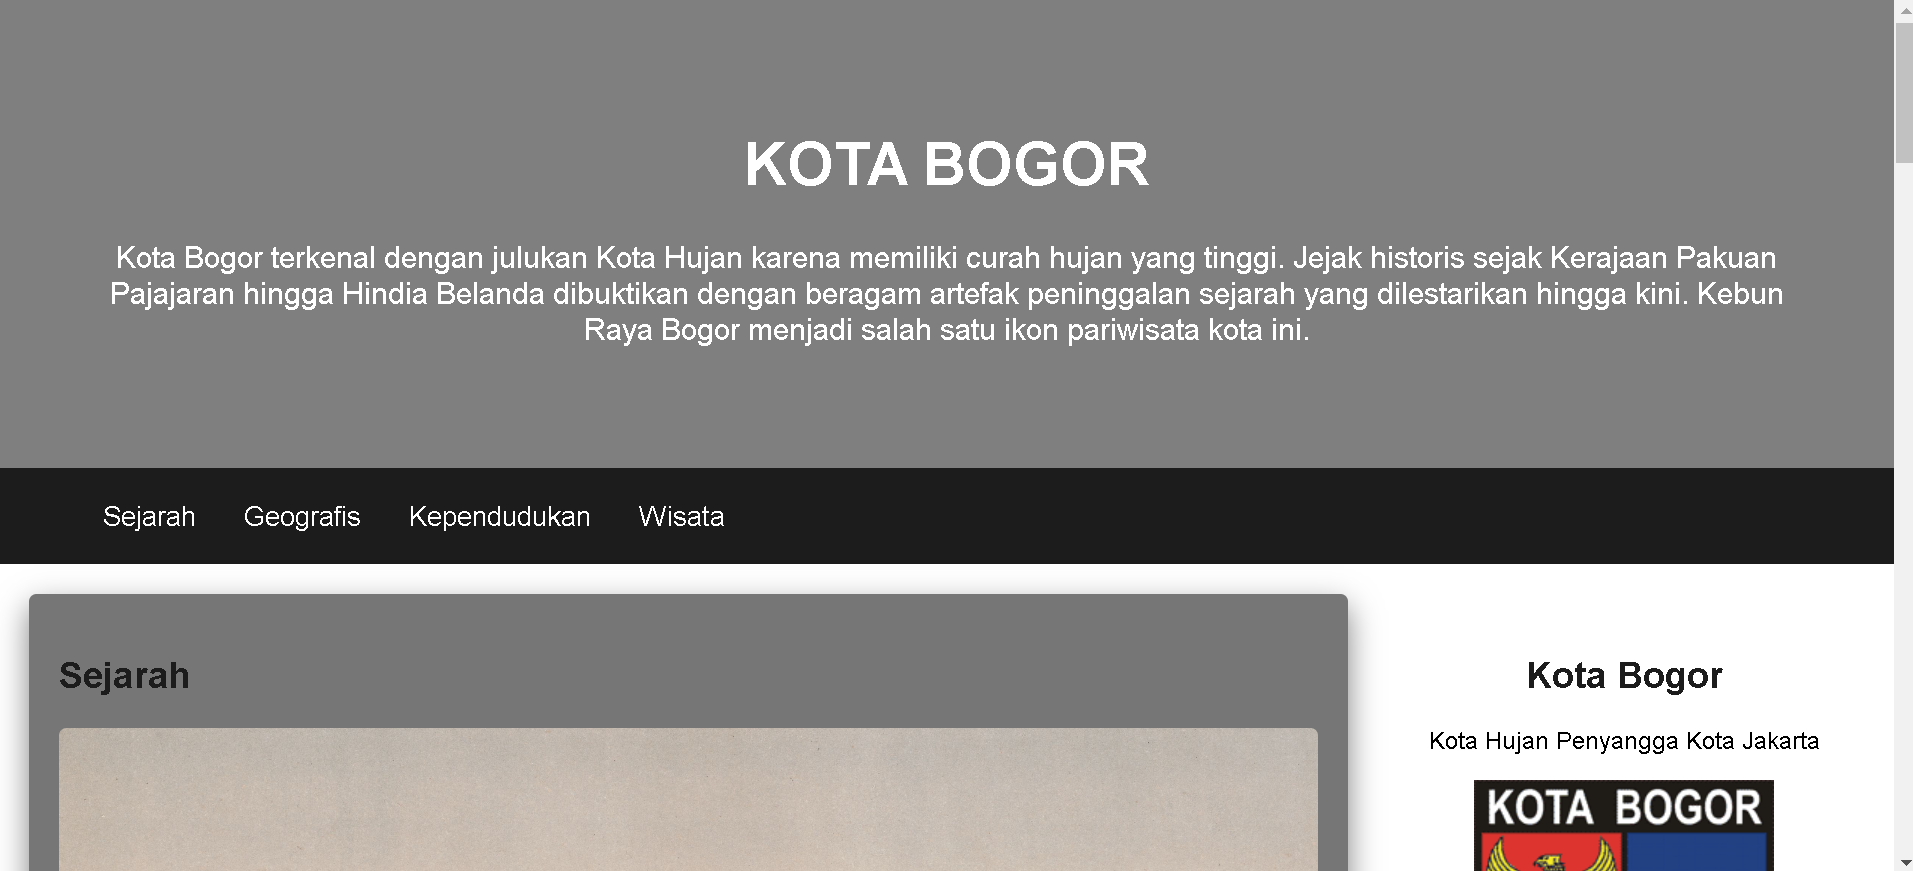 KOTA BOGOR
Kota Bogor terkenal dengan julukan Kota Hujan karena memiliki curah hujan yang tinggi. Jejak historis sejak Kerajaan Pakuan
Pajajaran hingga Hindia Belanda dibuktikan dengan beragam artefak peninggalan sejarah yang dilestarikan hingga kini. Kebun
Raya Bogor menjadi salah satu ikon pariwisata kota ini.
Sejarah Geografis Kependudukan Wisata
Sejarah
Kota Bogor
Kota Hujan Penyangga Kota Jakarta
KOTA BOGOR